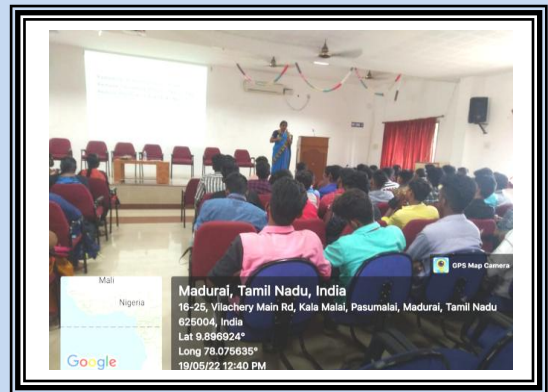 GPS Map Camera
Mali
Nigeria
Google
Madurai, Tamil Nadu, India
16-25, Vilachery Main Rd, Kala Malai, Pasumalai, Madurai, Tamil Nadu
625004, India
Lat 9.896924°
Long 78.075635°
19/05/22 12:40 PM